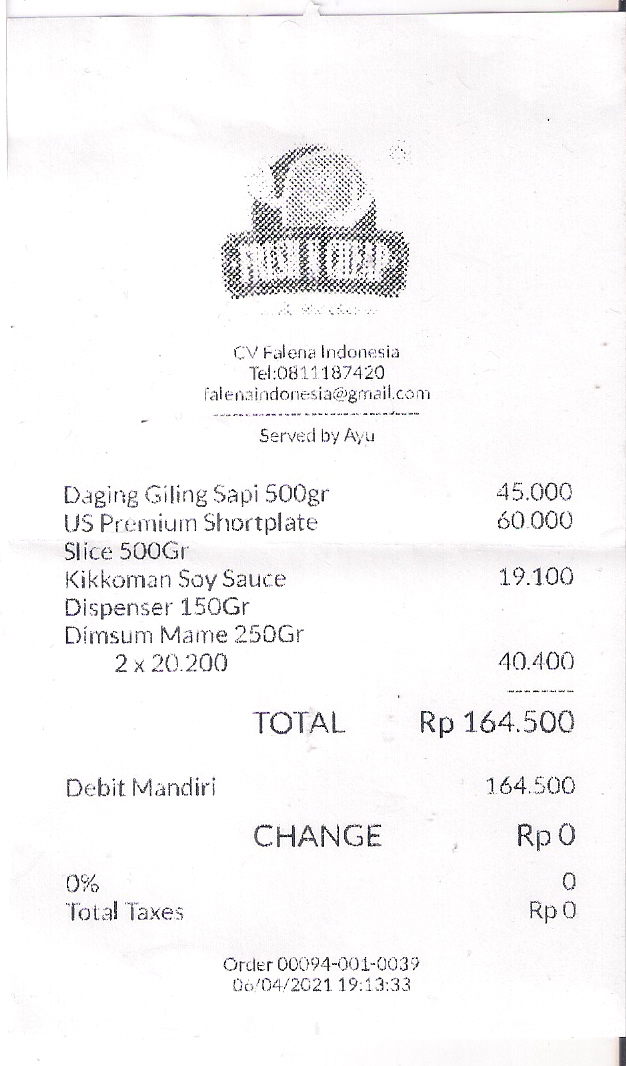 FRESH N CHEAP
CV Falena Indonesia
Tel:0811187420
falenaindonesia@gmail.com
--------------------------------
Served by Ayu
Daging Giling Sapi 500gr 45.000
US Premium Shortplate 60.000
Slice 500Gr
Kikkoman Soy Sauce 19.100
Dispenser 150Gr
Dimsum Mame 250Gr
2 x 20.200 40.400
--------
TOTAL Rp 164.500
Debit Mandiri 164.500
CHANGE Rp 0
0% 0
Total Taxes Rp 0
Order 00094-001-0039
06/04/2021 19:13:33